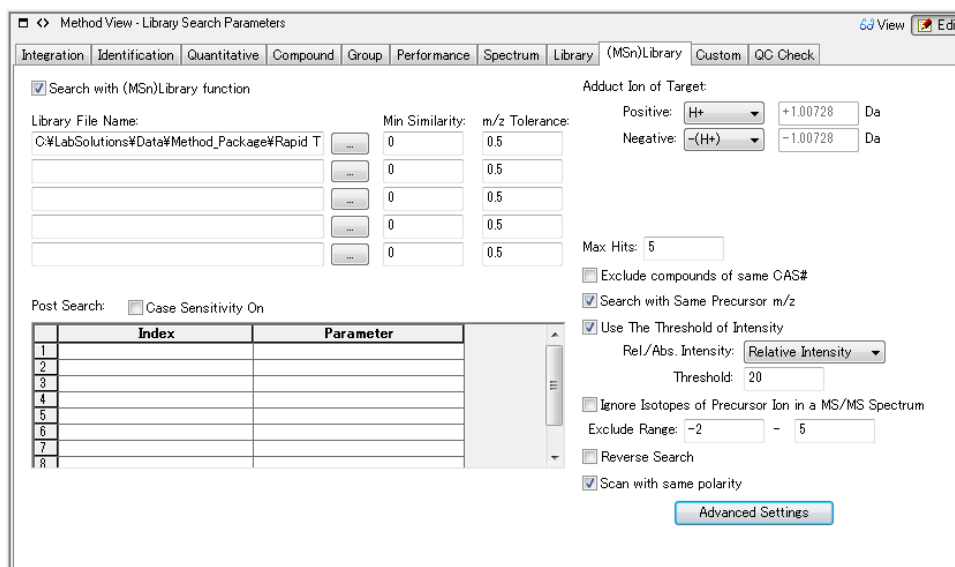 Method View - Library Search Parameters
View Edi
Integration Identification Quantitative Compound Group Performance Spectrum Library (MSn)Library Custom QC Check
Search with (MSn)Library function
Library File Name: Min Similarity: m/z Tolerance:
C:¥LabSolutions¥Data¥Method_Package¥Rapid T ... 0 0.5
... 0 0.5
... 0 0.5
... 0 0.5
... 0 0.5
Post Search: Case Sensitivity On
Index Parameter
1
2
3
4
5
6
7
8
Adduct Ion of Target:
Positive: H+ +1.00728 Da
Negative: -(H+) -1.00728 Da
Max Hits: 5
Exclude compounds of same CAS#
Search with Same Precursor m/z
Use The Threshold of Intensity
Rel./Abs. Intensity: Relative Intensity
Threshold: 20
Ignore Isotopes of Precursor Ion in a MS/MS Spectrum
Exclude Range: -2 - 5
Reverse Search
Scan with same polarity
Advanced Settings